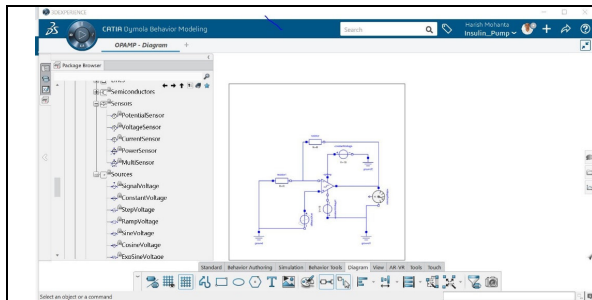 3DEXPERIENCE
CATIA Dymola Behavior Modeling
Search
Harish Mohanta
Insulin_Pump
OPAMP - Diagram
Package Browser
Semiconductors
Sensors
PotentialSensor
VoltageSensor
CurrentSensor
PowerSensor
MultiSensor
Sources
SignalVoltage
ConstantVoltage
StepVoltage
RampVoltage
SineVoltage
CosineVoltage
ExpSineVoltage
Standard Behavior Authoring Simulation Behavior Tools Diagram View AR-VR Tools Touch
Select an object or a command